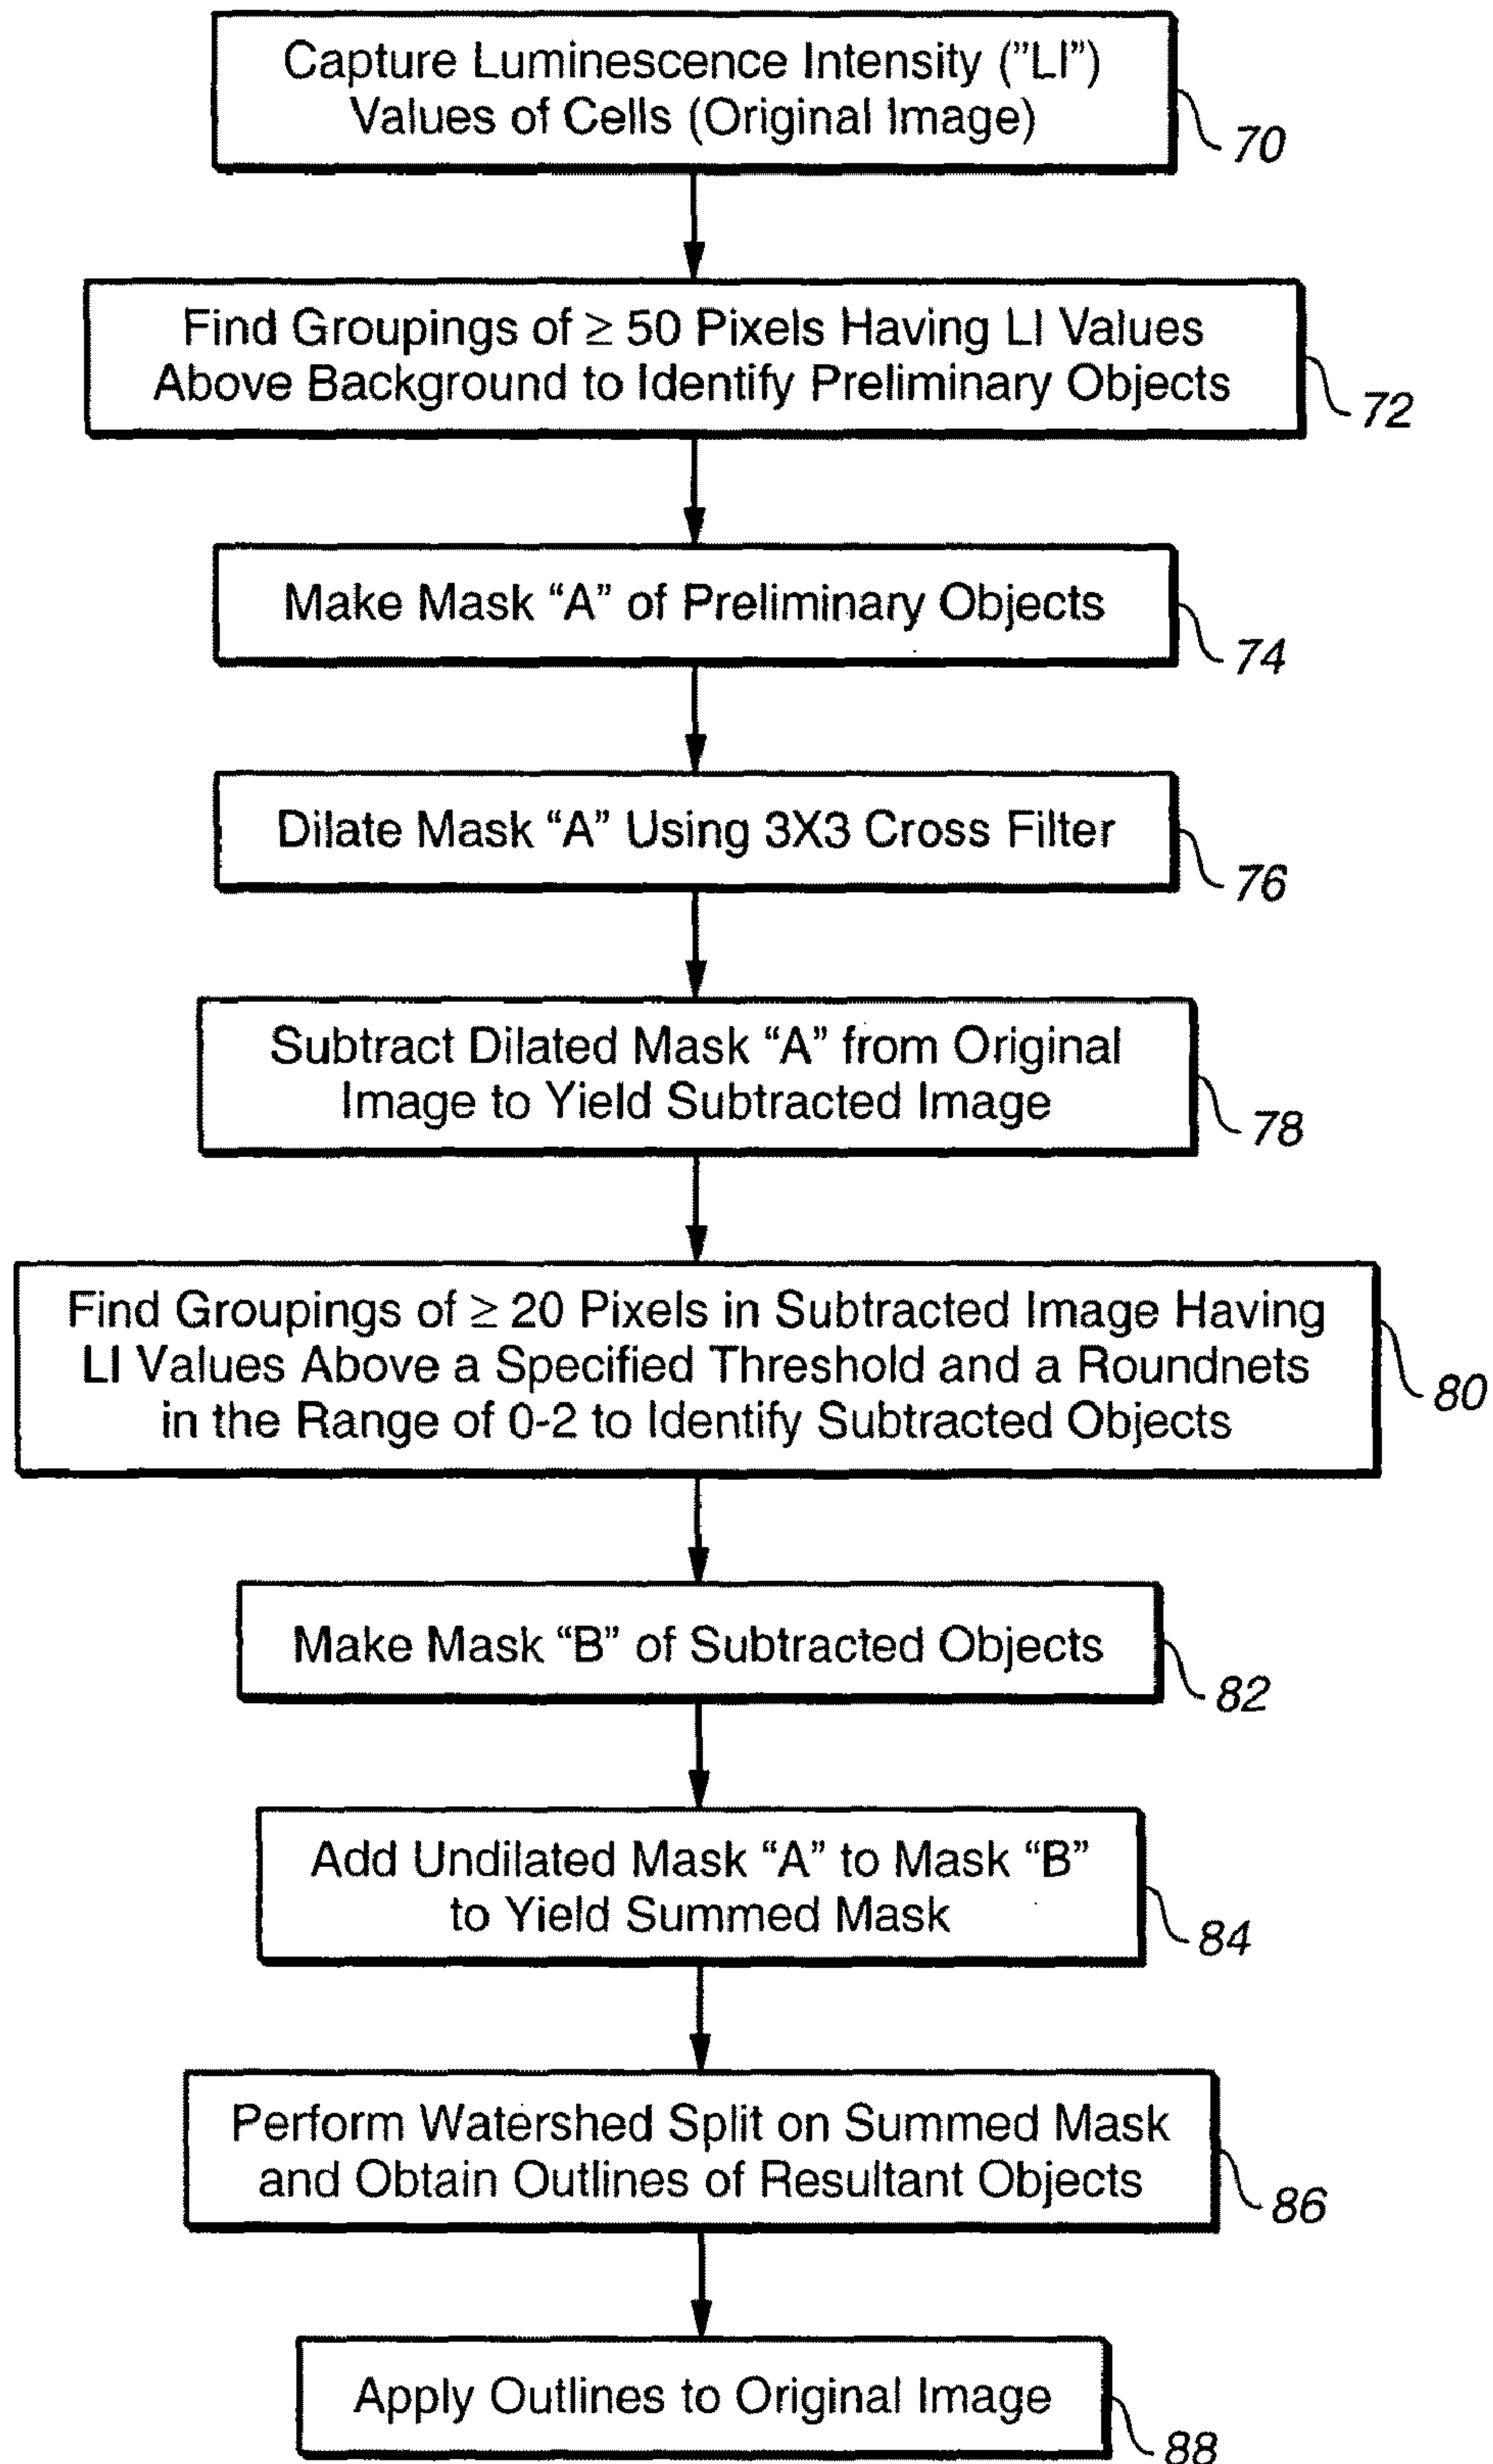 Capture Luminescence Intensity ("LI")
Values of Cells (Original Image)
70
Find Groupings of ≥ 50 Pixels Having LI Values
Above Background to Identify Preliminary Objects
72
Make Mask “A” of Preliminary Objects
74
Dilate Mask “A” Using 3X3 Cross Filter
76
Subtract Dilated Mask “A” from Original
Image to Yield Subtracted Image
78
Find Groupings of ≥ 20 Pixels in Subtracted Image Having
LI Values Above a Specified Threshold and a Roundnets
in the Range of 0-2 to Identify Subtracted Objects
80
Make Mask “B” of Subtracted Objects
82
Add Undilated Mask “A” to Mask “B”
to Yield Summed Mask
84
Perform Watershed Split on Summed Mask
and Obtain Outlines of Resultant Objects
86
Apply Outlines to Original Image
88